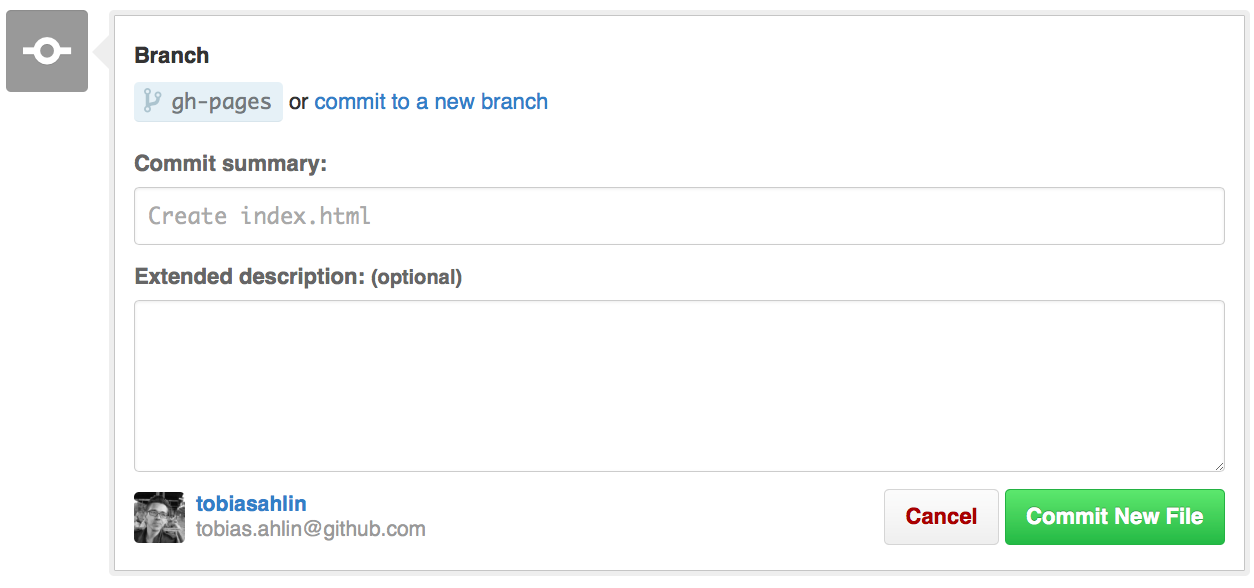 Branch
gh-pages or commit to a new branch
Commit summary:
Create index.html
Extended description: (optional)
tobiasahlin
tobias.ahlin@github.com
Cancel
Commit New File